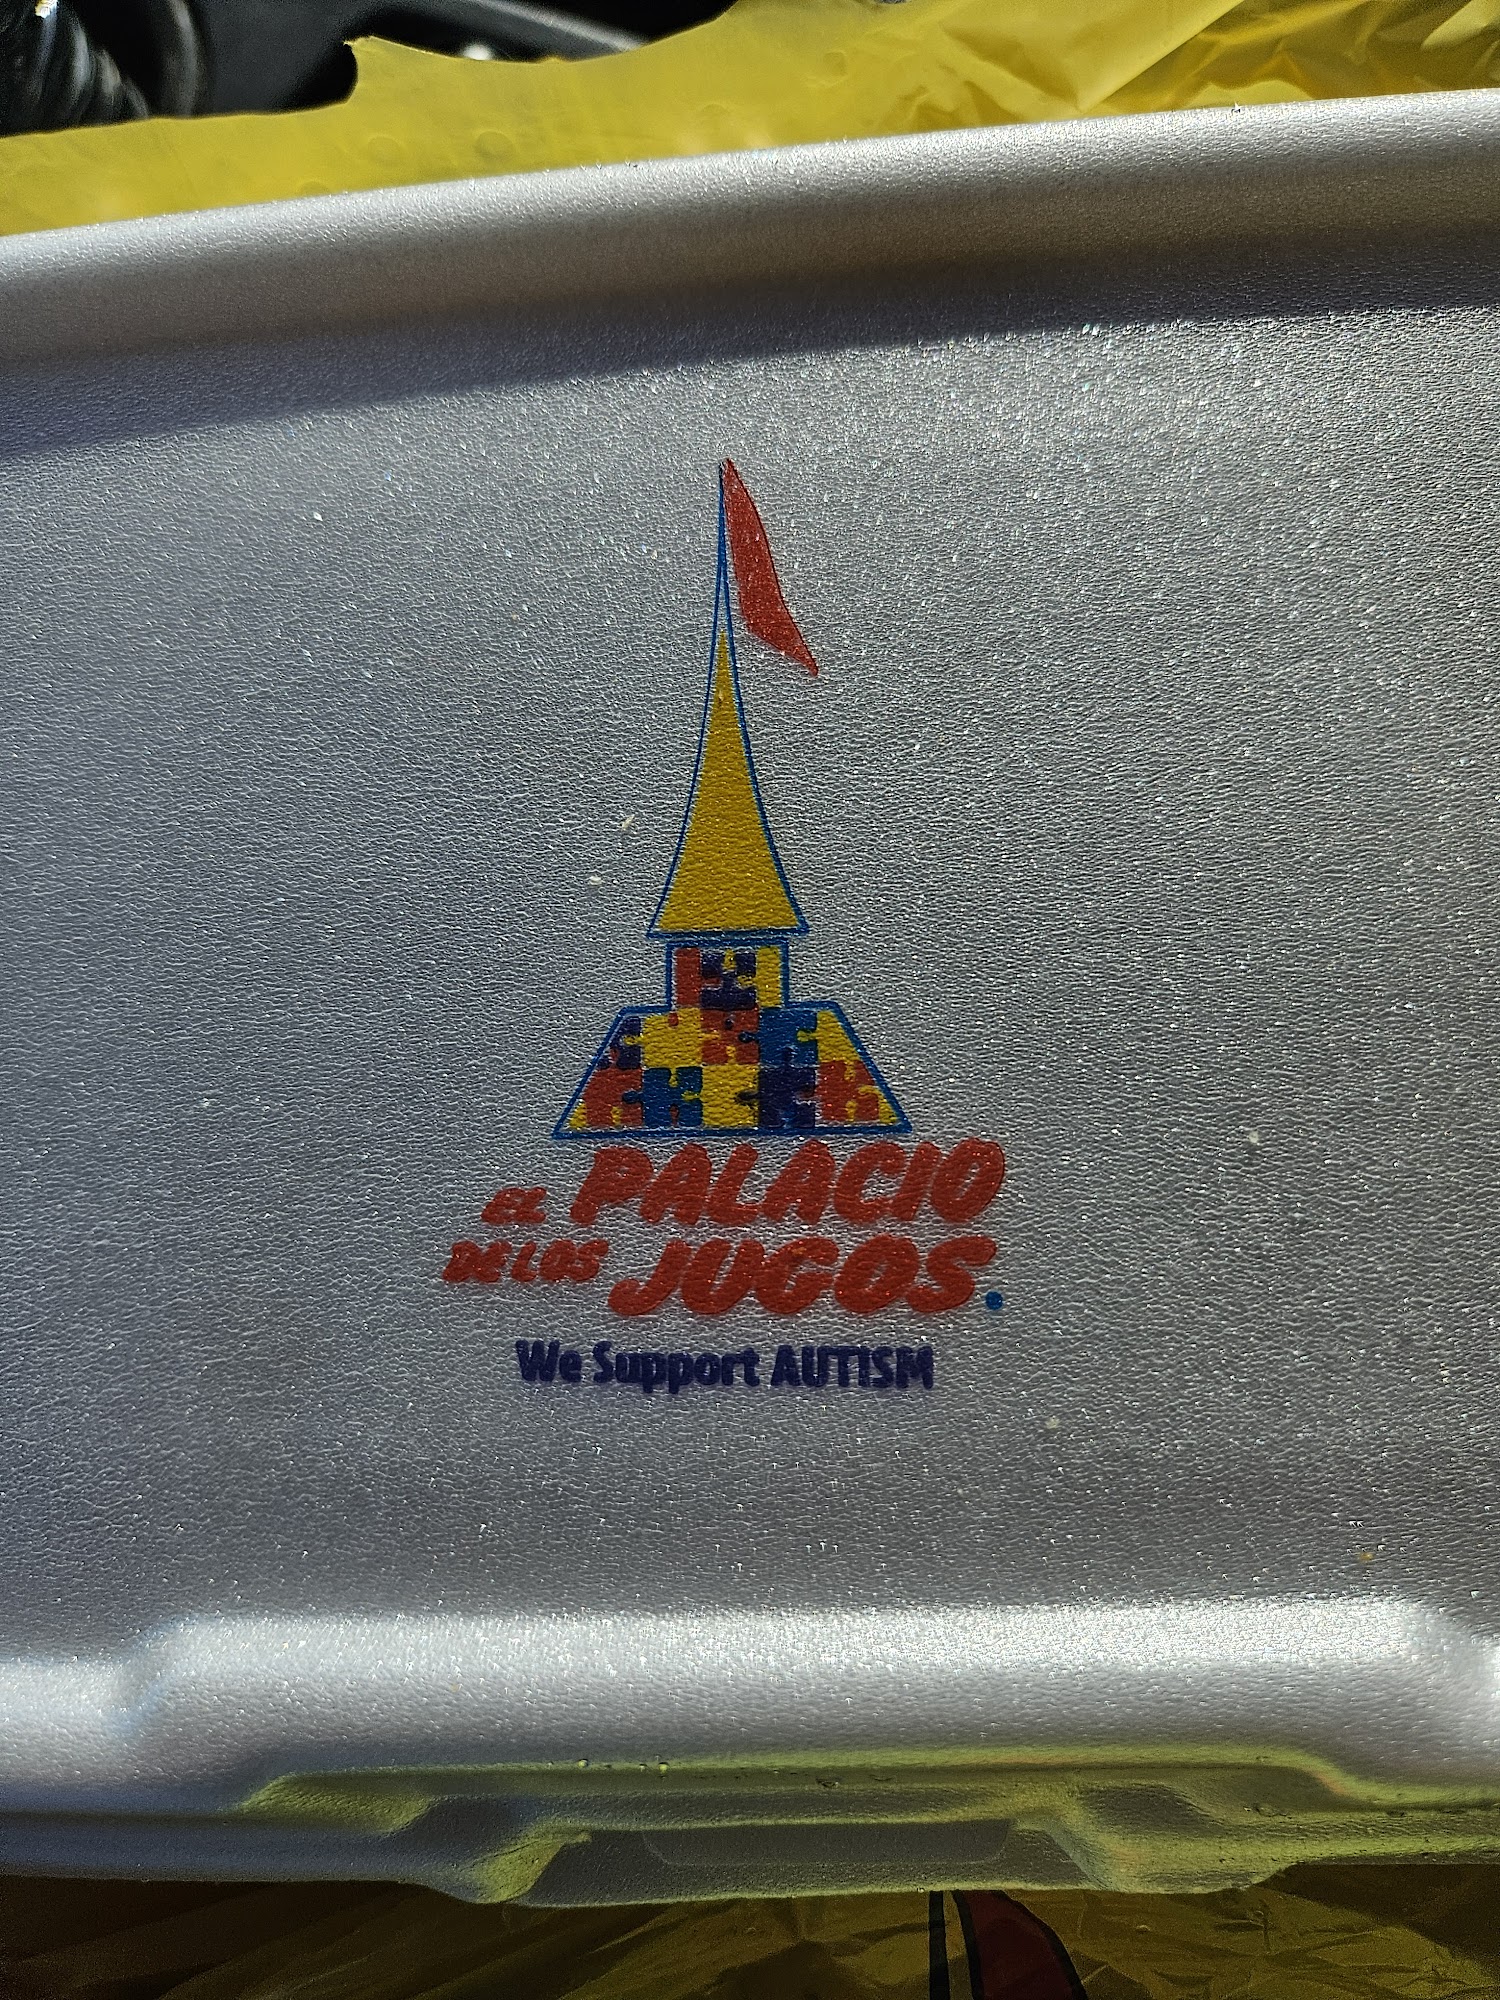 EL PALACIO
DE LOS JUGOS.
We Support AUTISM